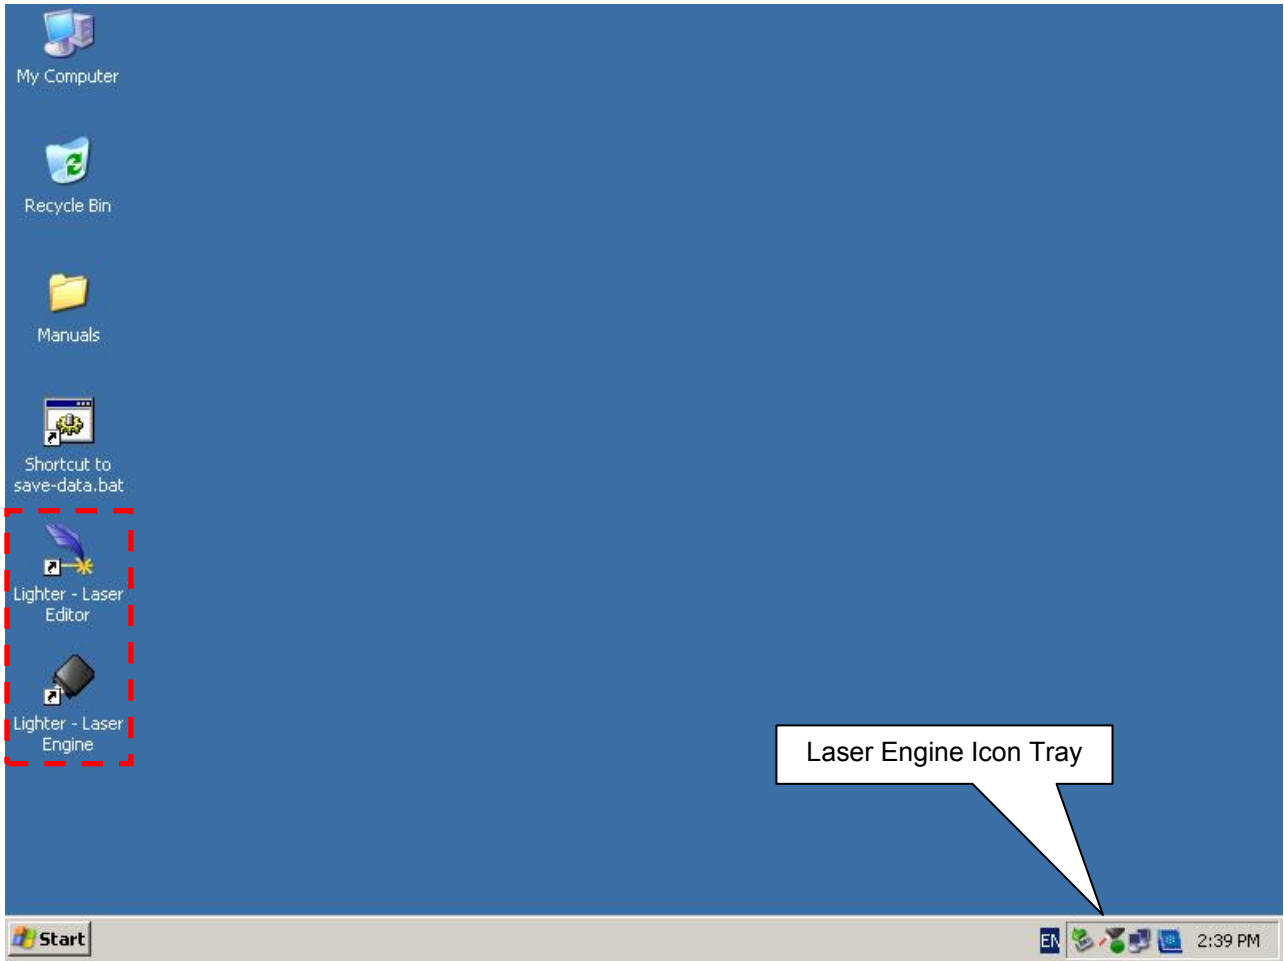 My Computer
Recycle Bin
Manuals
Shortcut to
save-data.bat
Lighter - Laser
Editor
Lighter - Laser
Engine
Laser Engine Icon Tray
Start
EN
2:39 PM